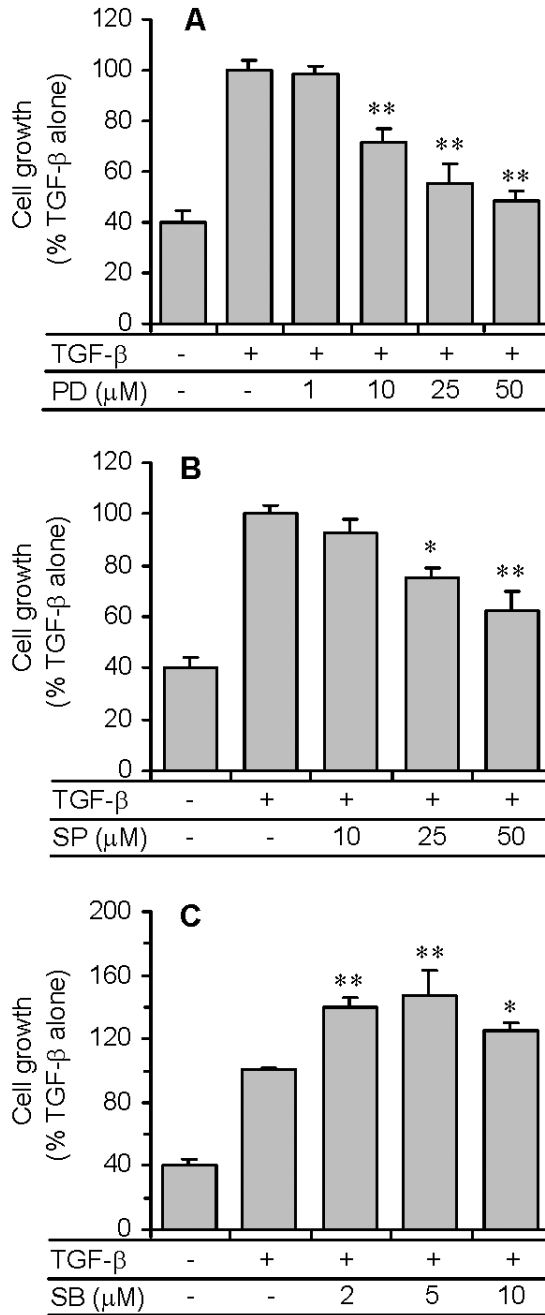 A
120
100
80
60
40
20
0
Cell growth
(% TGF-β alone)
**
**
**
TGF-β - + + + + +
PD (μM) - - 1 10 25 50
B
120
100
80
60
40
20
0
Cell growth
(% TGF-β alone)
*
**
TGF-β - + + + +
SP (μM) - - 10 25 50
C
200
160
120
80
40
0
Cell growth
(% TGF-β alone)
**
**
*
TGF-β - + + + +
SB (μM) - - 2 5 10